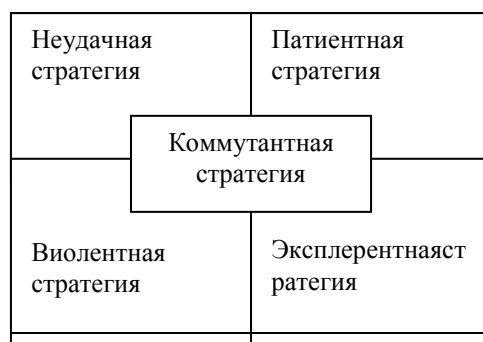 Неудачная
стратегия
Патиентная
стратегия
Коммутантная
стратегия
Виолентная
стратегия
Эксплерентнаяст
ратегия